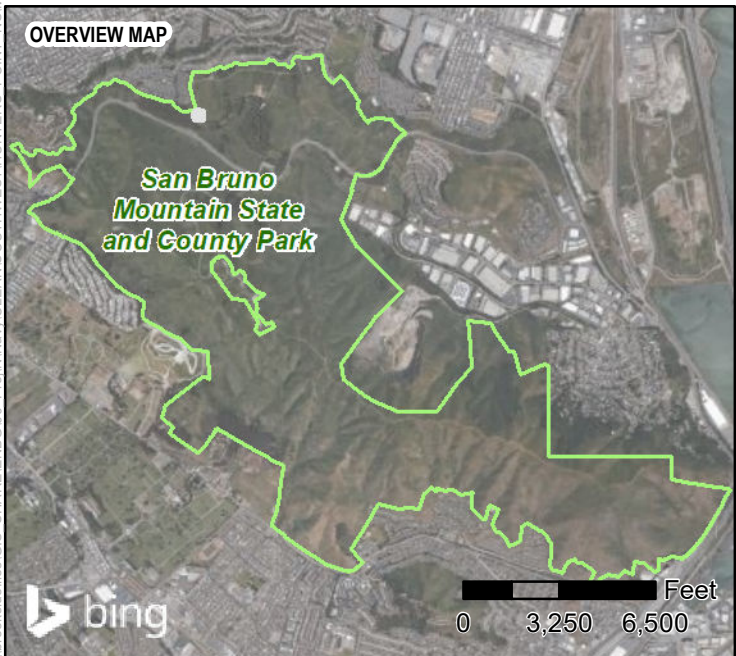 OVERVIEW MAP
San Bruno
Mountain State
and County Park
bing
Feet
0 3,250 6,500